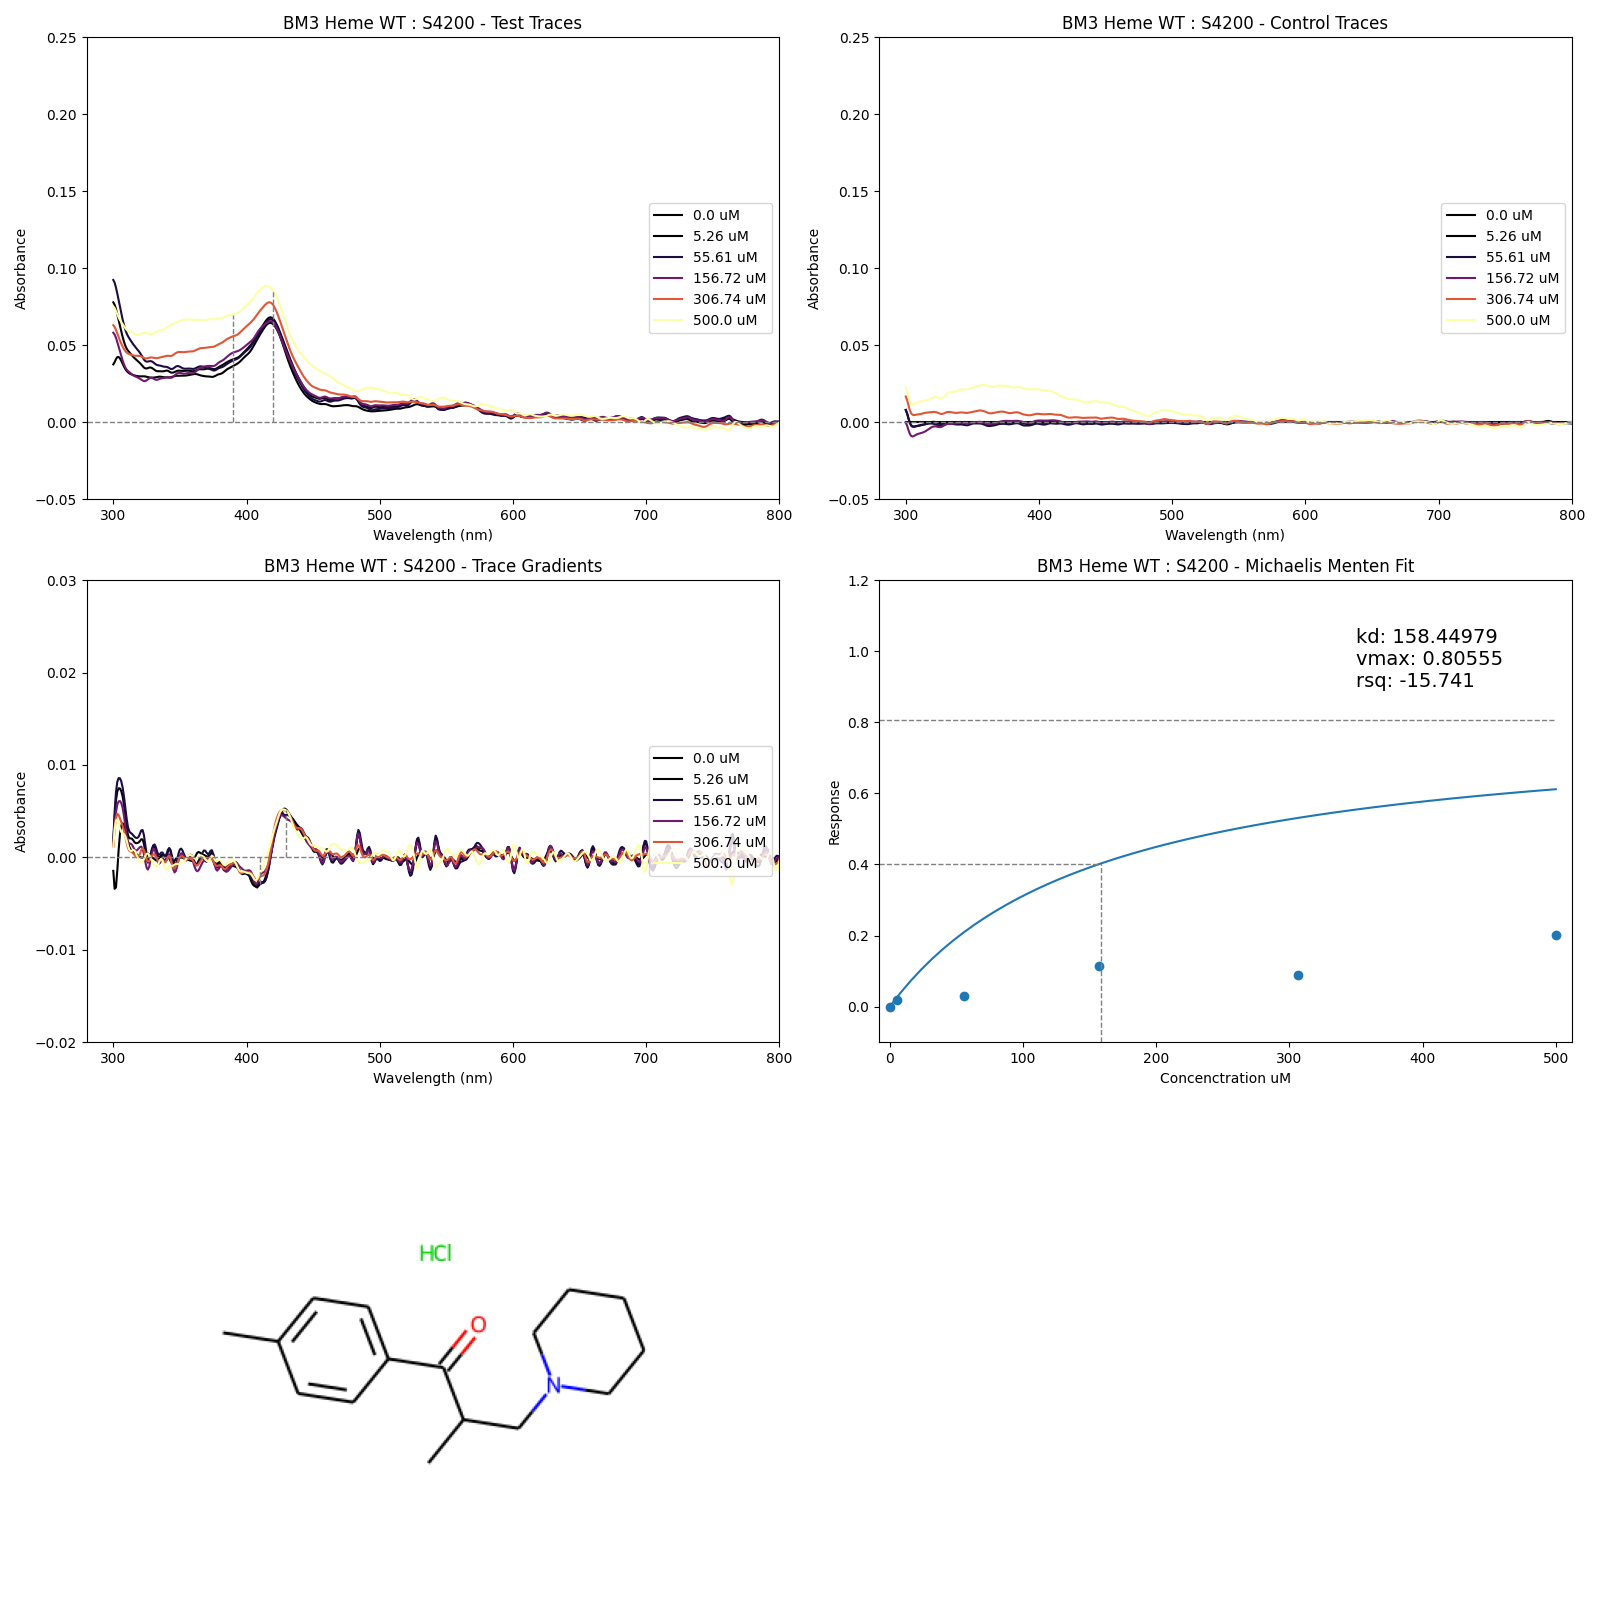 BM3 Heme WT : S4200 - Test Traces
0.25
0.20
0.15
0.10
0.05
0.00
−0.05
Absorbance
300 400 500 600 700 800
Wavelength (nm)
0.0 uM
5.26 uM
55.61 uM
156.72 uM
306.74 uM
500.0 uM
BM3 Heme WT : S4200 - Control Traces
0.25
0.20
0.15
0.10
0.05
0.00
−0.05
Absorbance
300 400 500 600 700 800
Wavelength (nm)
0.0 uM
5.26 uM
55.61 uM
156.72 uM
306.74 uM
500.0 uM
BM3 Heme WT : S4200 - Trace Gradients
0.03
0.02
0.01
0.00
−0.01
−0.02
Absorbance
300 400 500 600 700 800
Wavelength (nm)
0.0 uM
5.26 uM
55.61 uM
156.72 uM
306.74 uM
500.0 uM
BM3 Heme WT : S4200 - Michaelis Menten Fit
1.2
1.0
0.8
0.6
0.4
0.2
0.0
Response
kd: 158.44979
vmax: 0.80555
rsq: -15.741
0 100 200 300 400 500
Concenctration uM
HCl
O
N